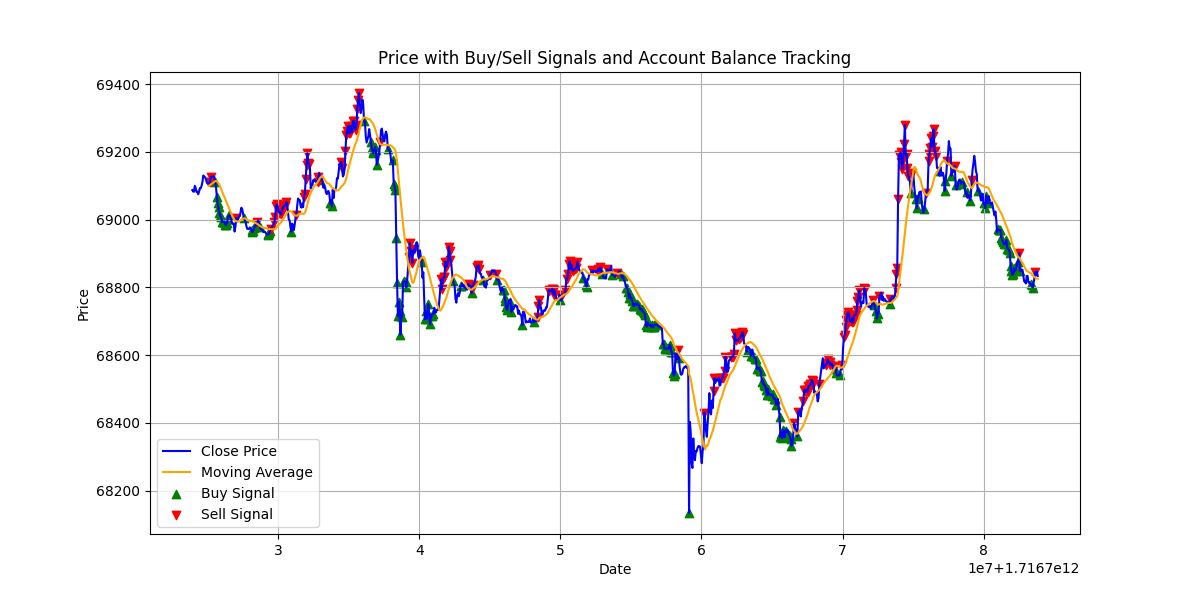 Price with Buy/Sell Signals and Account Balance Tracking
69400
69200
69000
68800
68600
68400
68200
Price
Close Price
Moving Average
Buy Signal
Sell Signal
3 4 5 6 7 8
Date
1e7+1.7167e12